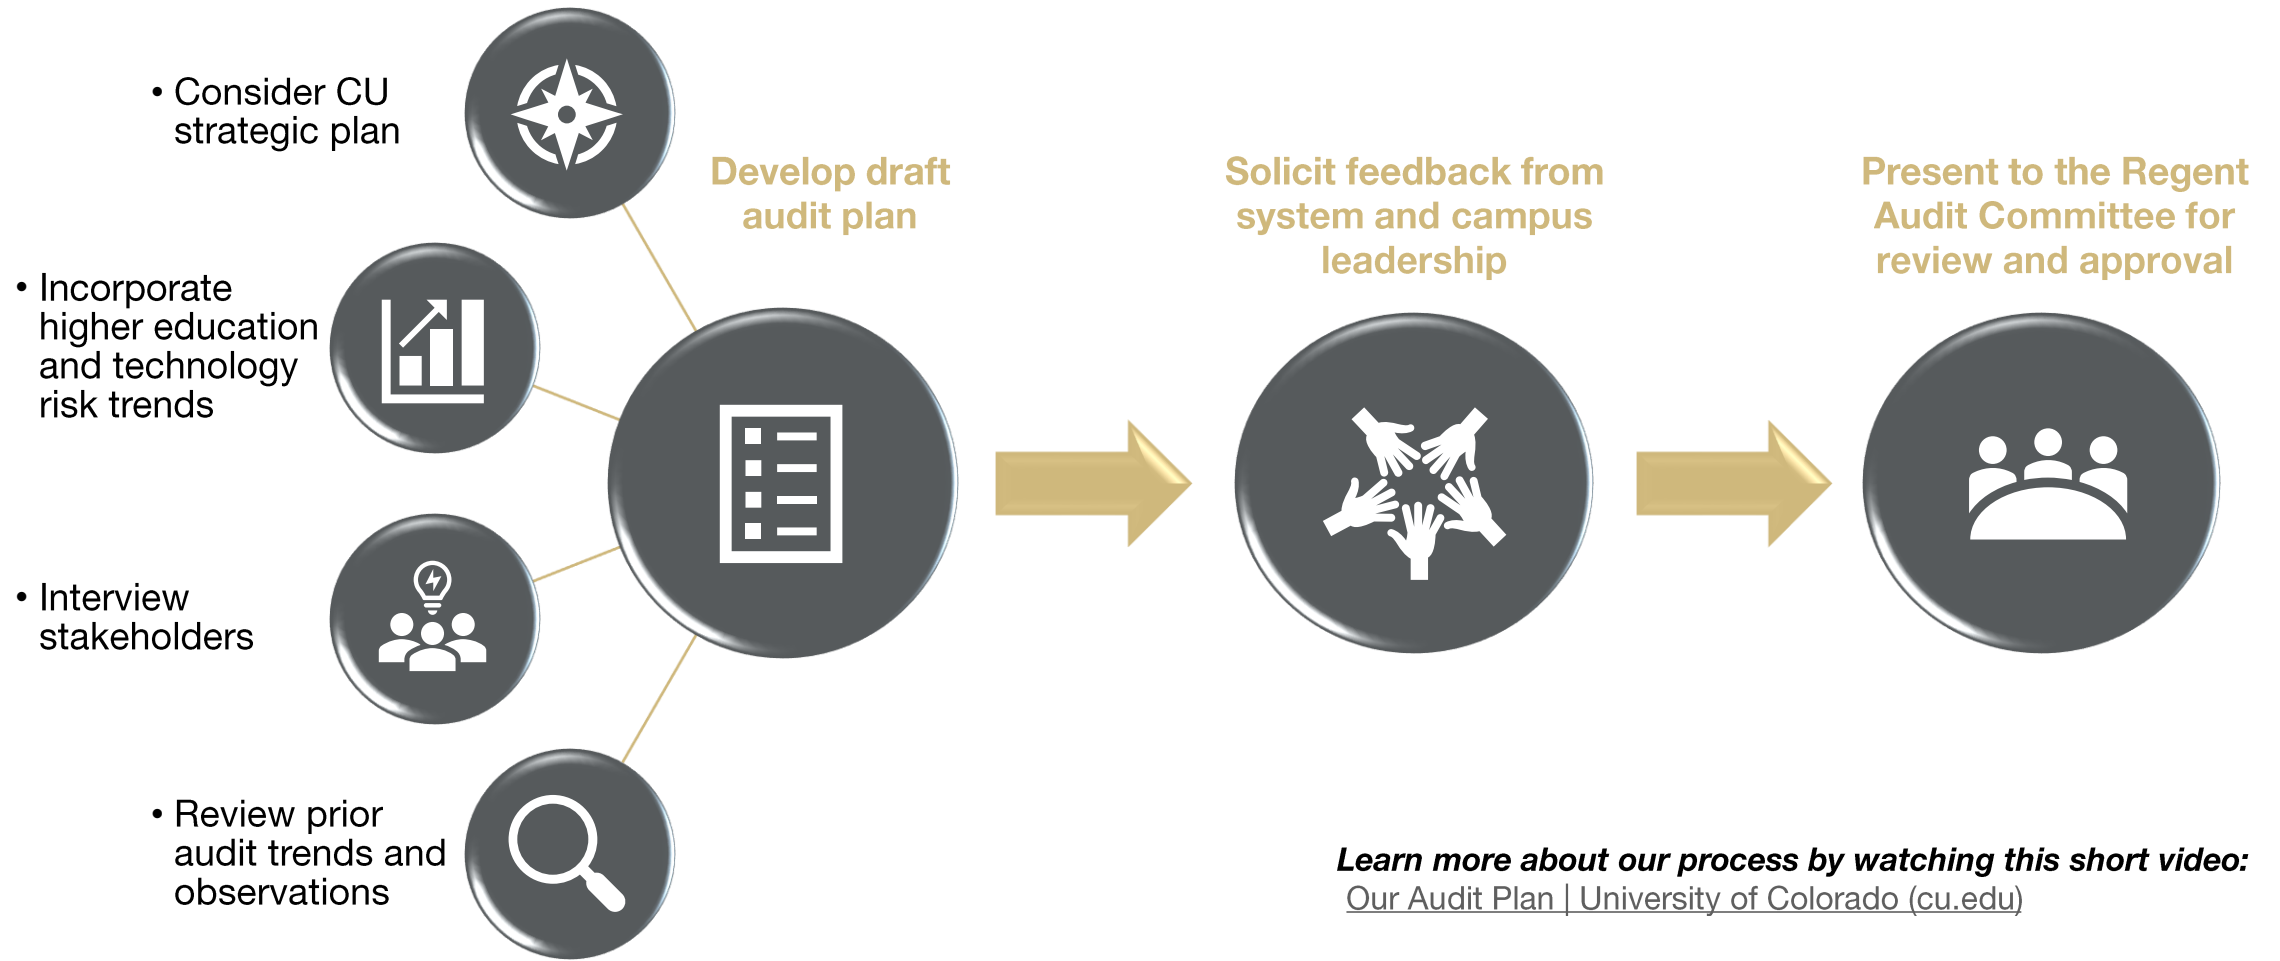 • Consider CU
strategic plan
• Incorporate
higher education
and technology
risk trends
• Interview
stakeholders
• Review prior
audit trends and
observations
Develop draft
audit plan
Solicit feedback from
system and campus
leadership
Present to the Regent
Audit Committee for
review and approval
Learn more about our process by watching this short video:
Our Audit Plan | University of Colorado (cu.edu)